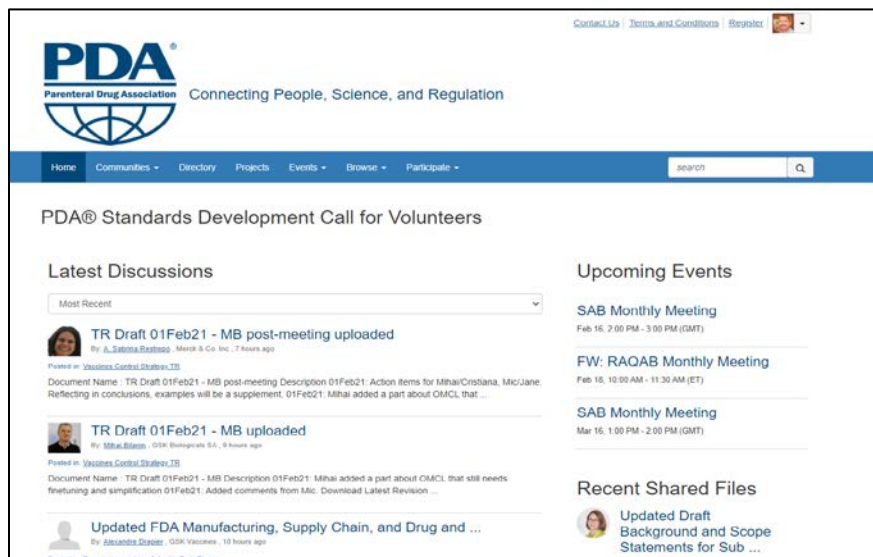 Contact Us Terms and Conditions Register
PDA®
Parenteral Drug Association
Connecting People, Science, and Regulation
Home Communities Directory Projects Events Browse Participate search
PDA® Standards Development Call for Volunteers
Latest Discussions
Most Recent
TR Draft 01Feb21 - MB post-meeting uploaded
By: A. Sabrina Restrepo , Merck & Co. Inc , 7 hours ago
Posted in: Vaccines Control Strategy TR
Document Name : TR Draft 01Feb21 - MB post-meeting Description 01Feb21: Action items for Mihai/Cristiana, Mic/Jane.
Reflecting in conclusions, examples will be a supplement. 01Feb21: Mihai added a part about OMCL that ...
TR Draft 01Feb21 - MB uploaded
By: Mihai Bilanin , GSK Biologicals SA , 9 hours ago
Posted in: Vaccines Control Strategy TR
Document Name : TR Draft 01Feb21 - MB Description 01Feb21: Mihai added a part about OMCL that still needs
finetuning and simplification 01Feb21: Added comments from Mic. Download Latest Revision ...
Updated FDA Manufacturing, Supply Chain, and Drug and ...
By: Alexandre Drapier , GSK Vaccines , 18 hours ago
Upcoming Events
SAB Monthly Meeting
Feb 16, 2:00 PM - 3:00 PM (GMT)
FW: RAQAB Monthly Meeting
Feb 18, 10:00 AM - 11:30 AM (ET)
SAB Monthly Meeting
Mar 16, 1:00 PM - 2:00 PM (GMT)
Recent Shared Files
Updated Draft
Background and Scope
Statements for Sub ...